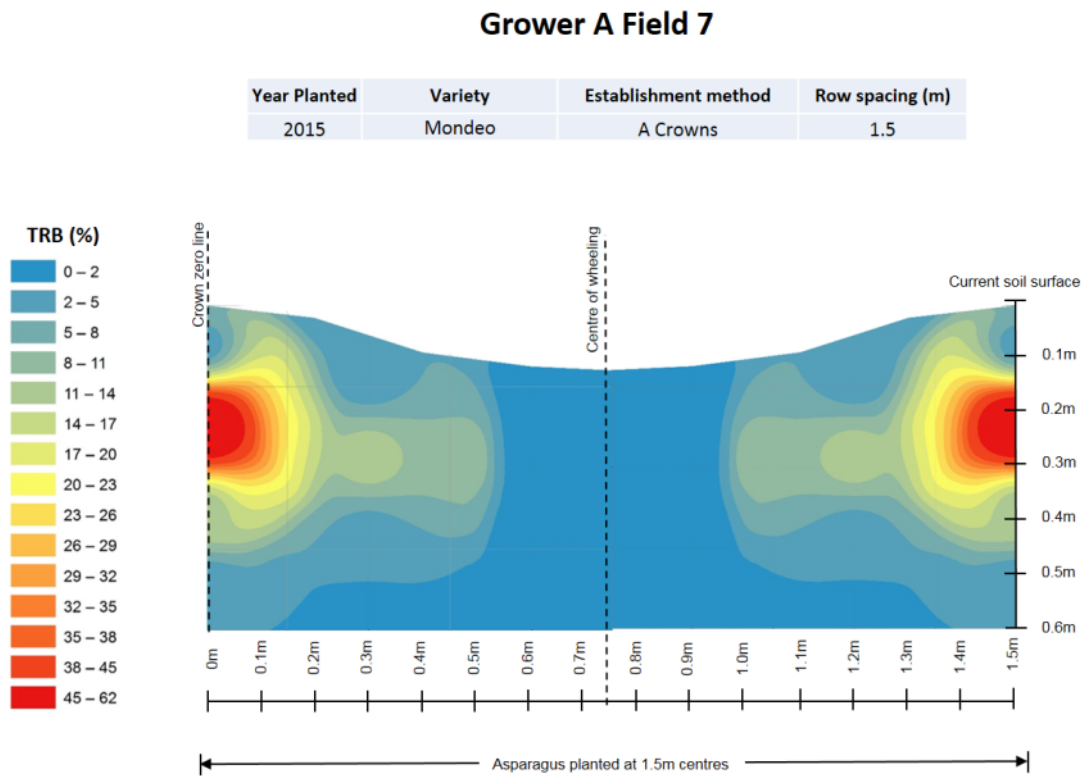 Grower A Field 7
Year Planted Variety Establishment method Row spacing (m)
2015 Mondeo A Crowns 1.5
TRB (%)
0 – 2
2 – 5
5 – 8
8 – 11
11 – 14
14 – 17
17 – 20
20 – 23
23 – 26
26 – 29
29 – 32
32 – 35
35 – 38
38 – 45
45 – 62
Crown zero line
Centre of wheeling
Current soil surface
0.1m
0.2m
0.3m
0.4m
0.5m
0.6m
0m 0.1m 0.2m 0.3m 0.4m 0.5m 0.6m 0.7m 0.8m 0.9m 1.0m 1.1m 1.2m 1.3m 1.4m 1.5m
Asparagus planted at 1.5m centres